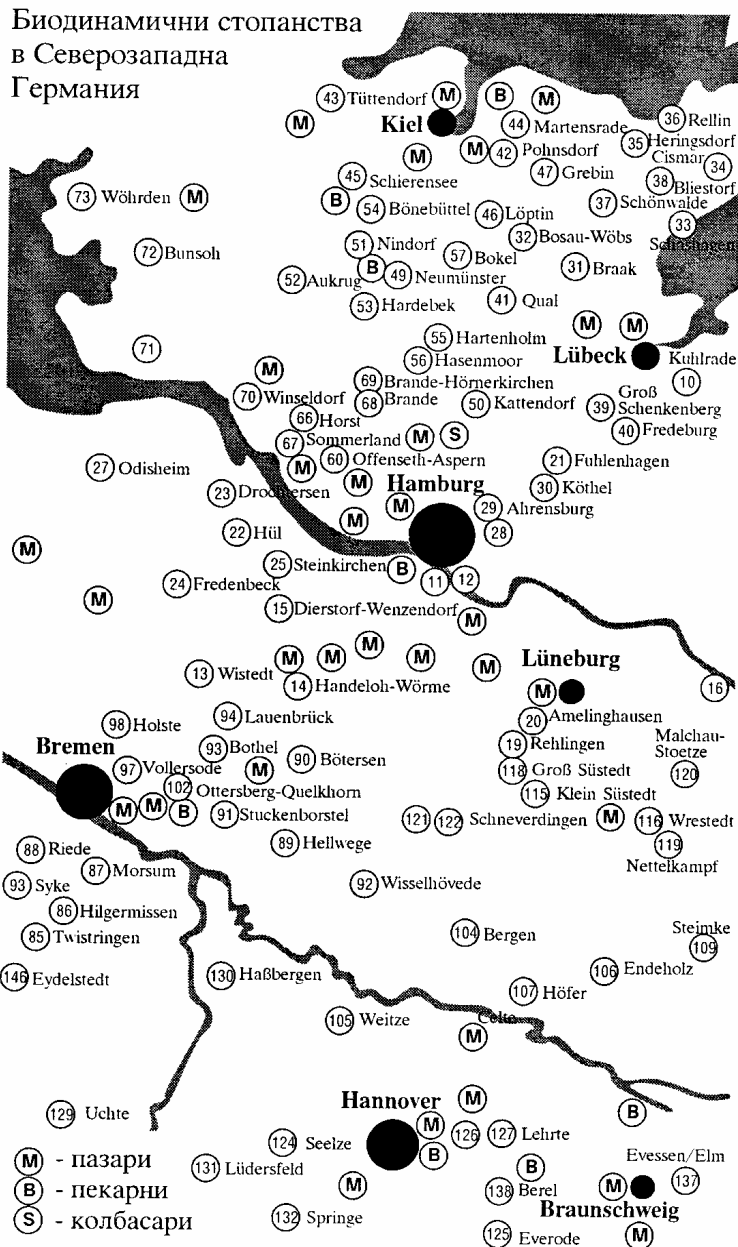 Биодинамични стопанства
в Северозападна
Германия
43 Tüttendorf M B M
M Kiel 44 Martensrade 36 Rellin
35 Heringsdorf
M M 42 Pohnsdorf Cismar 34
45 Schierensee 47 Grebin 38 Bliestorf
73 Wöhrden M B 54 Bönebüttel 46 Löptin 37 Schönwalde
33
Schashagen
72 Bunsoh 51 Nindorf 57 Bokel 32 Bosau-Wöbs
52 Aukrug B 49 Neumünster 31 Braak
53 Hardebek 41 Qual
71 55 Hartenholm M M
56 Hasenmoor Lübeck Kuhlrade
10
M 69 Brande-Hörnerkirchen
70 Winseldorf 68 Brande 50 Kattendorf 39 Groß
Schenkenberg
66 Horst 40 Fredeburg
67 Sommerland M S
27 Odisheim M 60 Offenseth-Aspern 21 Fuhlenhagen
23 Drochtersen M Hamburg 30 Köthel
M 29 Ahrensburg
22 Hül M 28
M 25 Steinkirchen B 11 12
24 Fredenbeck
M 15 Dierstorf-Wenzendorf M
M M M M M Lüneburg
13 Wistedt 14 Handeloh-Wörme M 16
98 Holste 94 Lauenbrück 20 Amelinghausen
Bremen 93 Bothel 90 Bötersen 19 Rehlingen Malchau-
Stoetze
97 Vollersode M 118 Groß Süstedt 120
102 Ottersberg-Quelkhorn 115 Klein Süstedt
M M B 91 Stuckenborstel 121 122 Schneverdingen M 116 Wrestedt
88 Riede 89 Hellwege 119
Nettelkampf
87 Morsum
93 Syke 92 Wisselhövede
86 Hilgermissen
85 Twistringen 104 Bergen Steimke
109
146 Eydelstedt 130 Haßbergen 106 Endeholz
107 Höfer
105 Weitze Celte
M
129 Uchte Hannover M B
124 Seelze M 126 127 Lehrte
B Evessen/Elm
M - пазари 131 Lüdersfeld M B M 137
B - пекарни 138 Berel
S - колбасари 132 Springe Braunschweig
125 Everode M